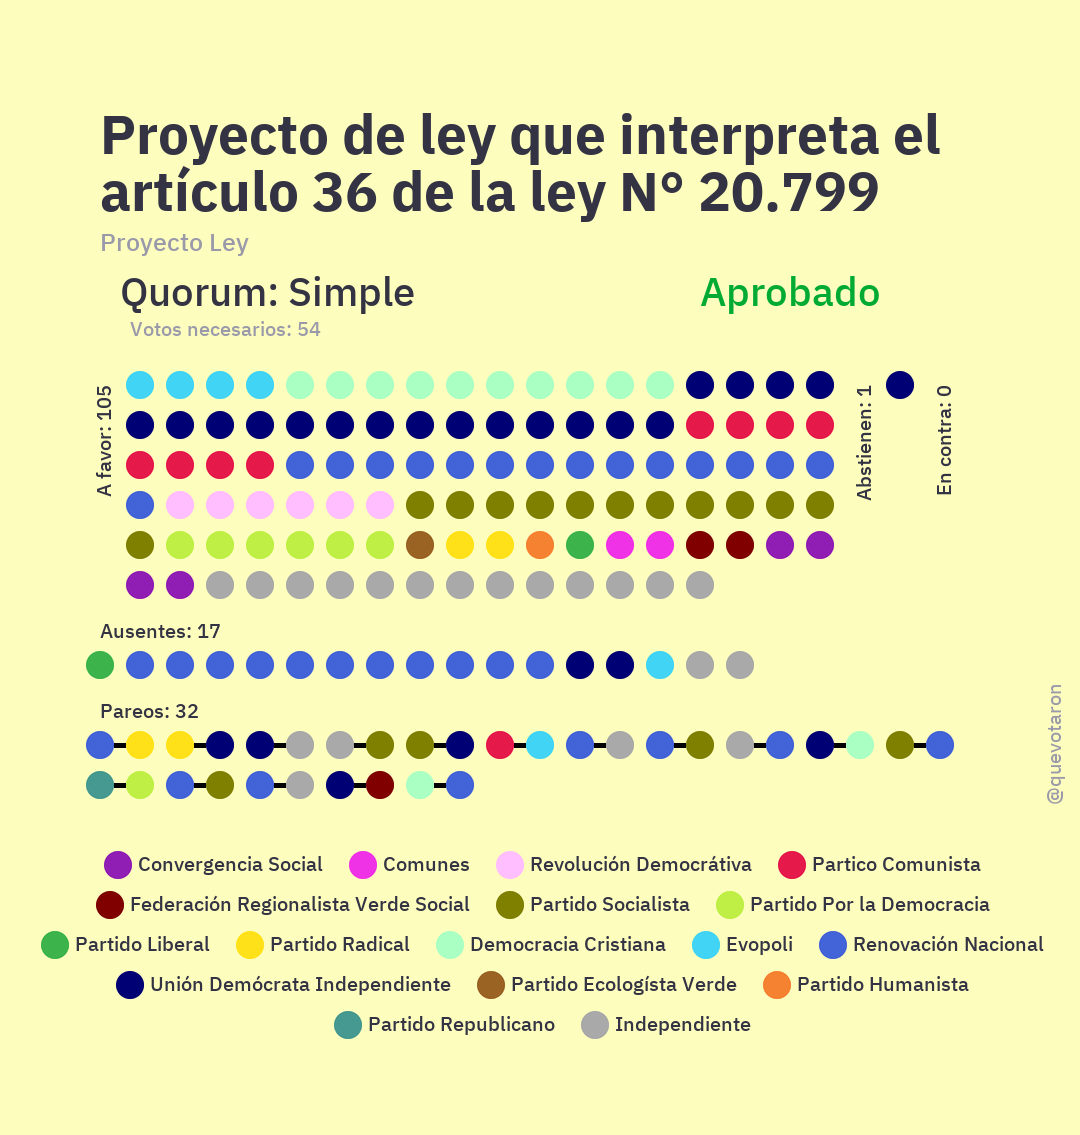 Proyecto de ley que interpreta el
artículo 36 de la ley N° 20.799
Proyecto Ley
Quorum: Simple
Aprobado
Votos necesarios: 54
A favor: 105
Abstienen: 1
En contra: 0
Ausentes: 17
Pareos: 32
@quevotaron
Convergencia Social
Comunes
Revolución Democrátiva
Partico Comunista
Federación Regionalista Verde Social
Partido Socialista
Partido Por la Democracia
Partido Liberal
Partido Radical
Democracia Cristiana
Evopoli
Renovación Nacional
Unión Demócrata Independiente
Partido Ecologísta Verde
Partido Humanista
Partido Republicano
Independiente